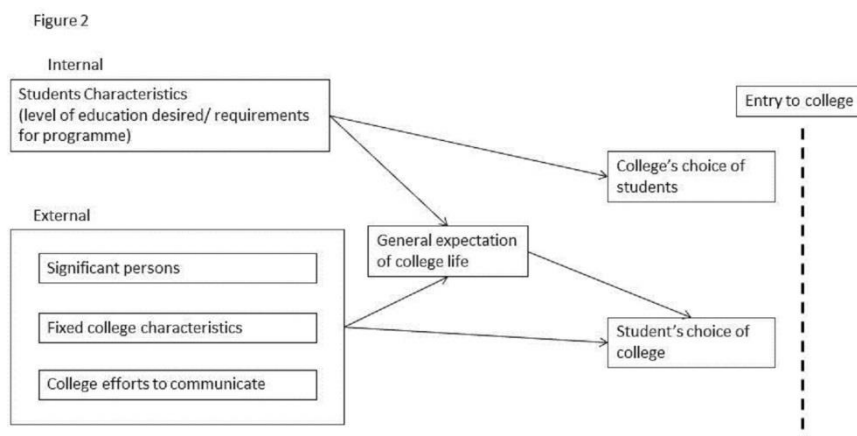 Figure 2
Internal
Students Characteristics
(level of education desired/ requirements
for programme)
Entry to college
College's choice of
students
External
General expectation
of college life
Significant persons
Fixed college characteristics
Student's choice of
college
College efforts to communicate